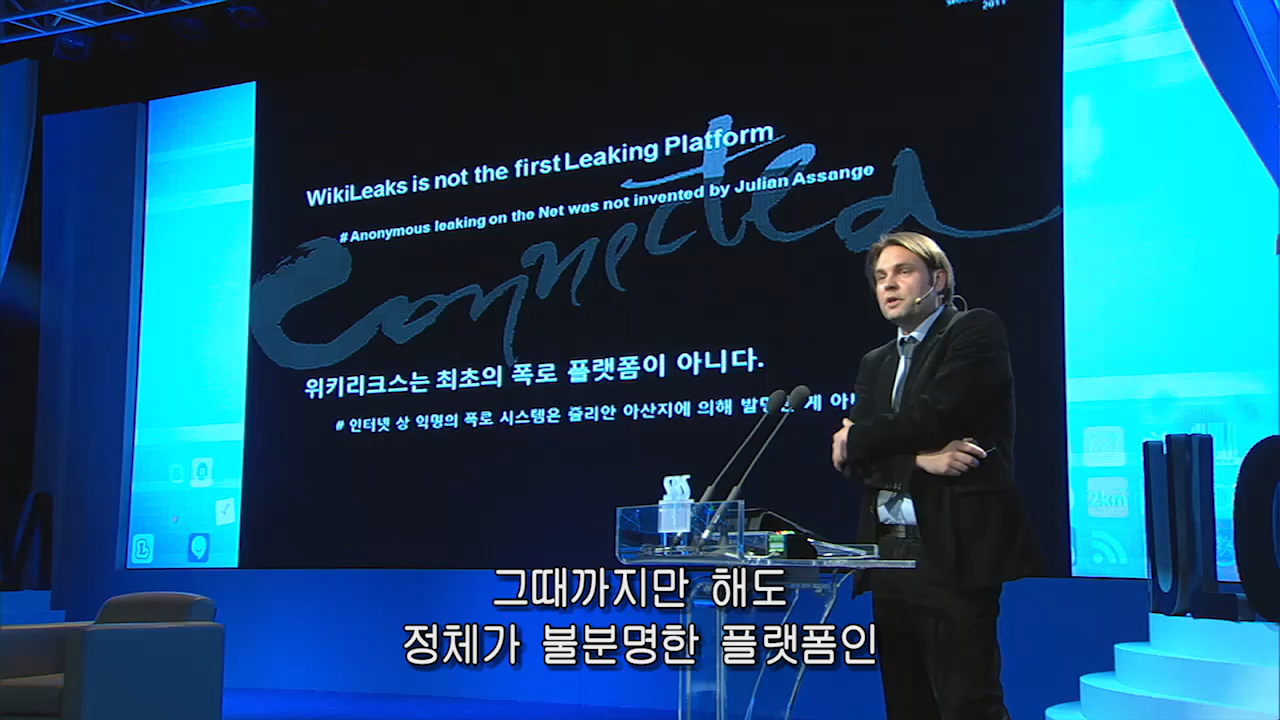 2011
WikiLeaks is not the first Leaking Platform
# Anonymous leaking on the Net was not invented by Julian Assange
Connected
위키리크스는 최초의 폭로 플랫폼이 아니다.
# 인터넷 상 익명의 폭로 시스템은 쥴리안 아산지에 의해 발명 게
그때까지만 해도
정체가 불분명한 플랫폼인